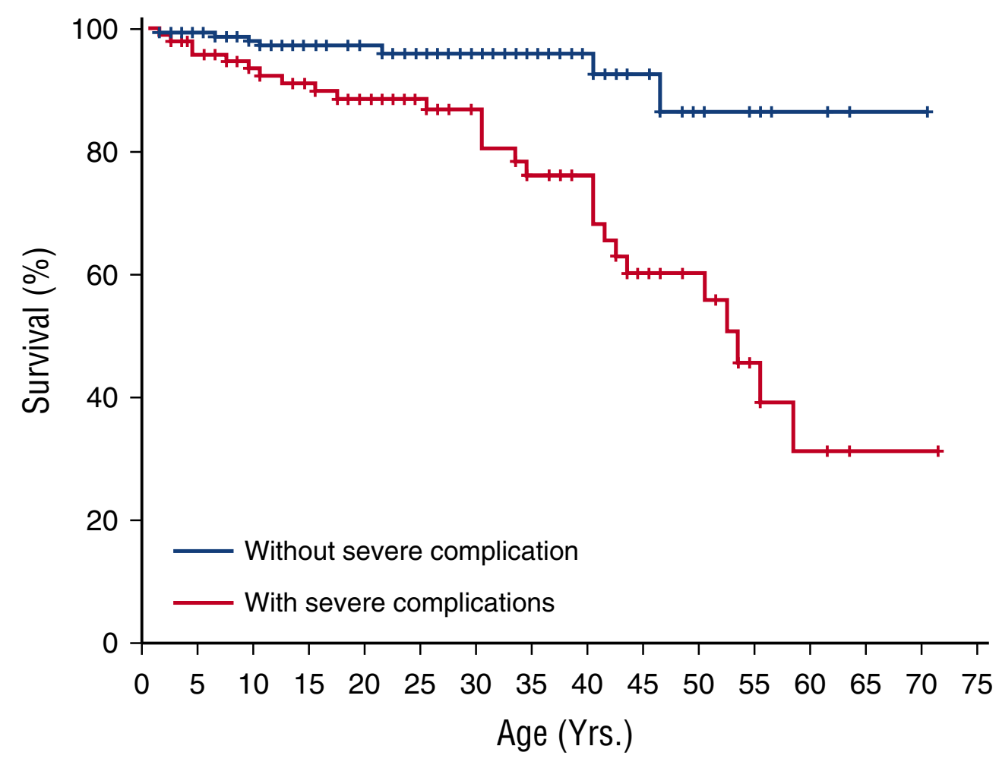 Survival (%)
100
80
60
40
20
0
Without severe complication
With severe complications
0 5 10 15 20 25 30 35 40 45 50 55 60 65 70 75
Age (Yrs.)